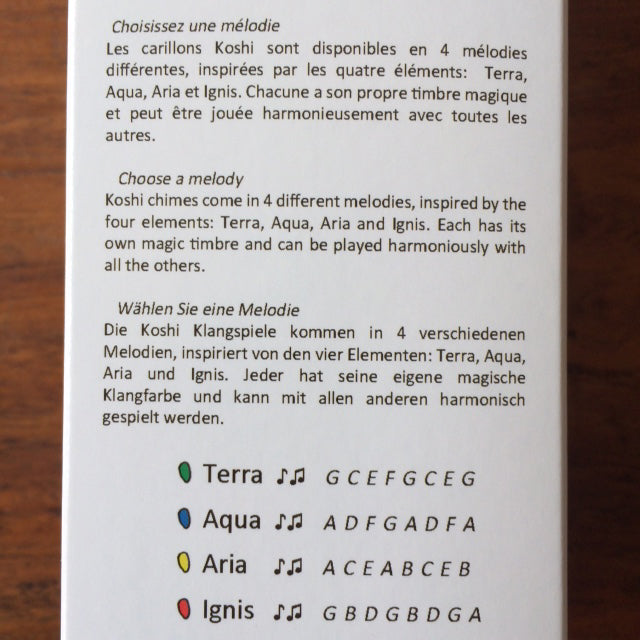 Choisissez une mélodie
Les carillons Koshi sont disponibles en 4 mélodies
différentes, inspirées par les quatre éléments: Terra,
Aqua, Aria et Ignis. Chacune a son propre timbre magique
et peut être jouée harmonieusement avec toutes les
autres.
Choose a melody
Koshi chimes come in 4 different melodies, inspired by the
four elements: Terra, Aqua, Aria and Ignis. Each has its
own magic timbre and can be played harmoniously with
all the others.
Wählen Sie eine Melodie
Die Koshi Klangspiele kommen in 4 verschiedenen
Melodien, inspiriert von den vier Elementen: Terra, Aqua,
Aria und Ignis. Jeder hat seine eigene magische
Klangfarbe und kann mit allen anderen harmonisch
gespielt werden.
Terra ♪♫ G C E F G C E G
Aqua ♪♫ A D F G A D F A
Aria ♪♫ A C E A B C E B
Ignis ♪♫ G B D G B D G A